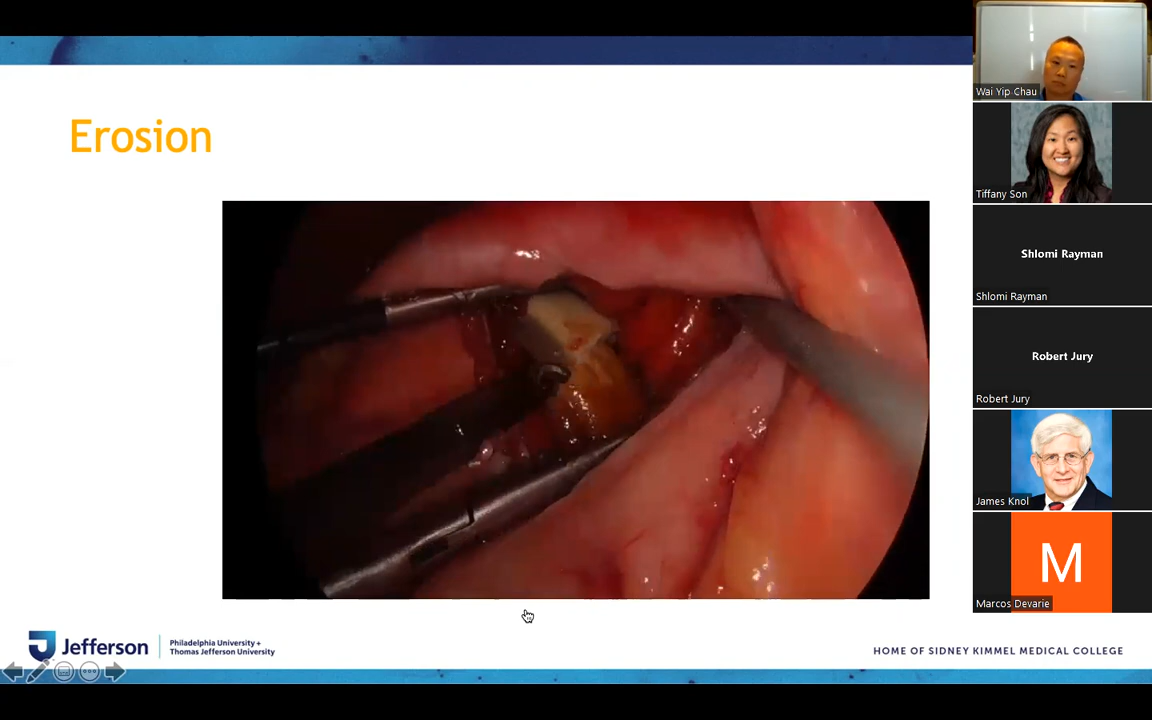 Erosion
Jefferson
Philadelphia University +
Thomas Jefferson University
HOME OF SIDNEY KIMMEL MEDICAL COLLEGE
Wai Yip Chau
Tiffany Son
Shlomi Rayman
Shlomi Rayman
Robert Jury
Robert Jury
James Knol
M
Marcos Devarie